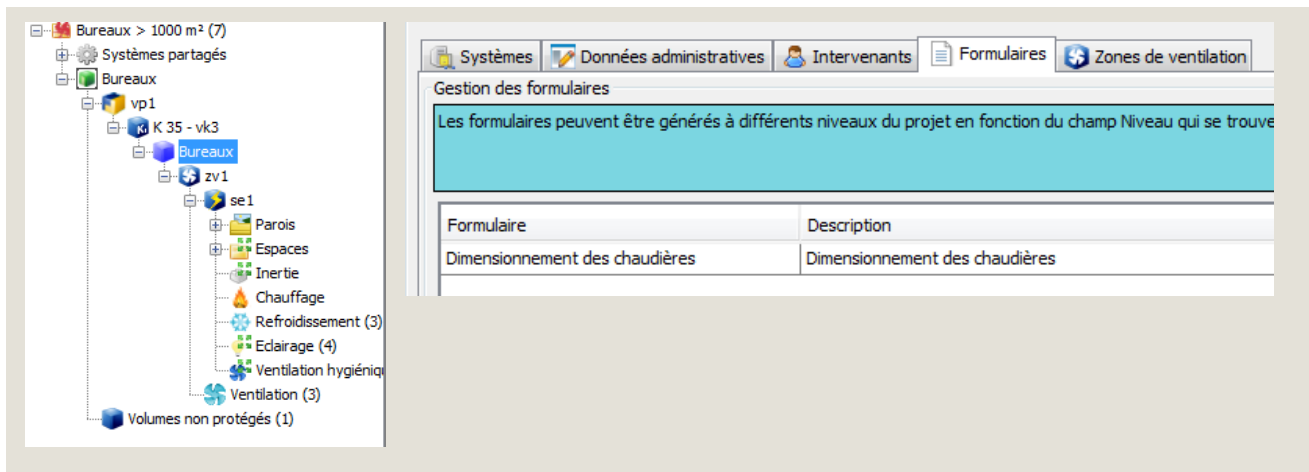 Bureaux > 1000 m² (7)
Systèmes partagés
Bureaux
vp1
K 35 - vk3
Bureaux
zv1
se1
Parois
Espaces
Inertie
Chauffage
Refroidissement (3)
Eclairage (4)
Ventilation hygiéniqu
Ventilation (3)
Volumes non protégés (1)
Systèmes Données administratives Intervenants Formulaires Zones de ventilation
Gestion des formulaires
Les formulaires peuvent être générés à différents niveaux du projet en fonction du champ Niveau qui se trouve
Formulaire Description
Dimensionnement des chaudières Dimensionnement des chaudières